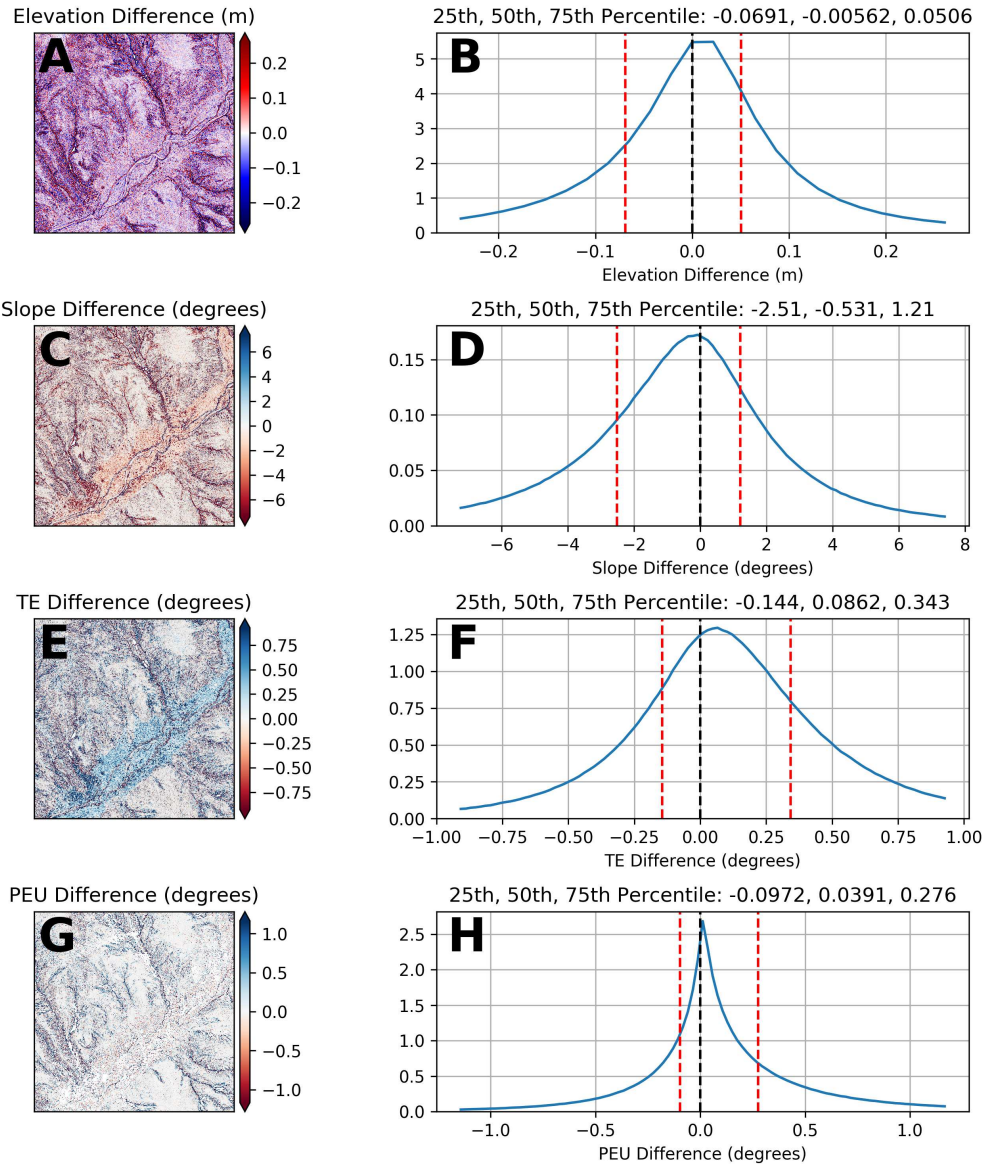 Elevation Difference (m)
A
0.2
0.1
0.0
−0.1
−0.2
25th, 50th, 75th Percentile: -0.0691, -0.00562, 0.0506
B
5
4
3
2
1
0
−0.2 −0.1 0.0 0.1 0.2
Elevation Difference (m)
Slope Difference (degrees)
C
6
4
2
0
−2
−4
−6
25th, 50th, 75th Percentile: -2.51, -0.531, 1.21
D
0.15
0.10
0.05
0.00
−6 −4 −2 0 2 4 6 8
Slope Difference (degrees)
TE Difference (degrees)
E
0.75
0.50
0.25
0.00
−0.25
−0.50
−0.75
25th, 50th, 75th Percentile: -0.144, 0.0862, 0.343
F
1.25
1.00
0.75
0.50
0.25
0.00
−1.00 −0.75 −0.50 −0.25 0.00 0.25 0.50 0.75 1.00
TE Difference (degrees)
PEU Difference (degrees)
G
1.0
0.5
0.0
−0.5
−1.0
25th, 50th, 75th Percentile: -0.0972, 0.0391, 0.276
H
2.5
2.0
1.5
1.0
0.5
0.0
−1.0 −0.5 0.0 0.5 1.0
PEU Difference (degrees)